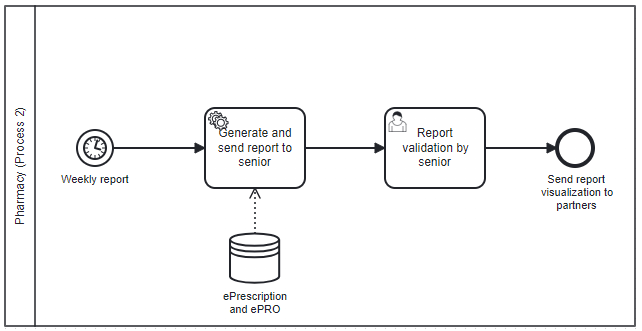 Pharmacy (Process 2)
Weekly report
Generate and
send report to
senior
Report
validation by
senior
Send report
visualization to
partners
ePrescription
and ePRO